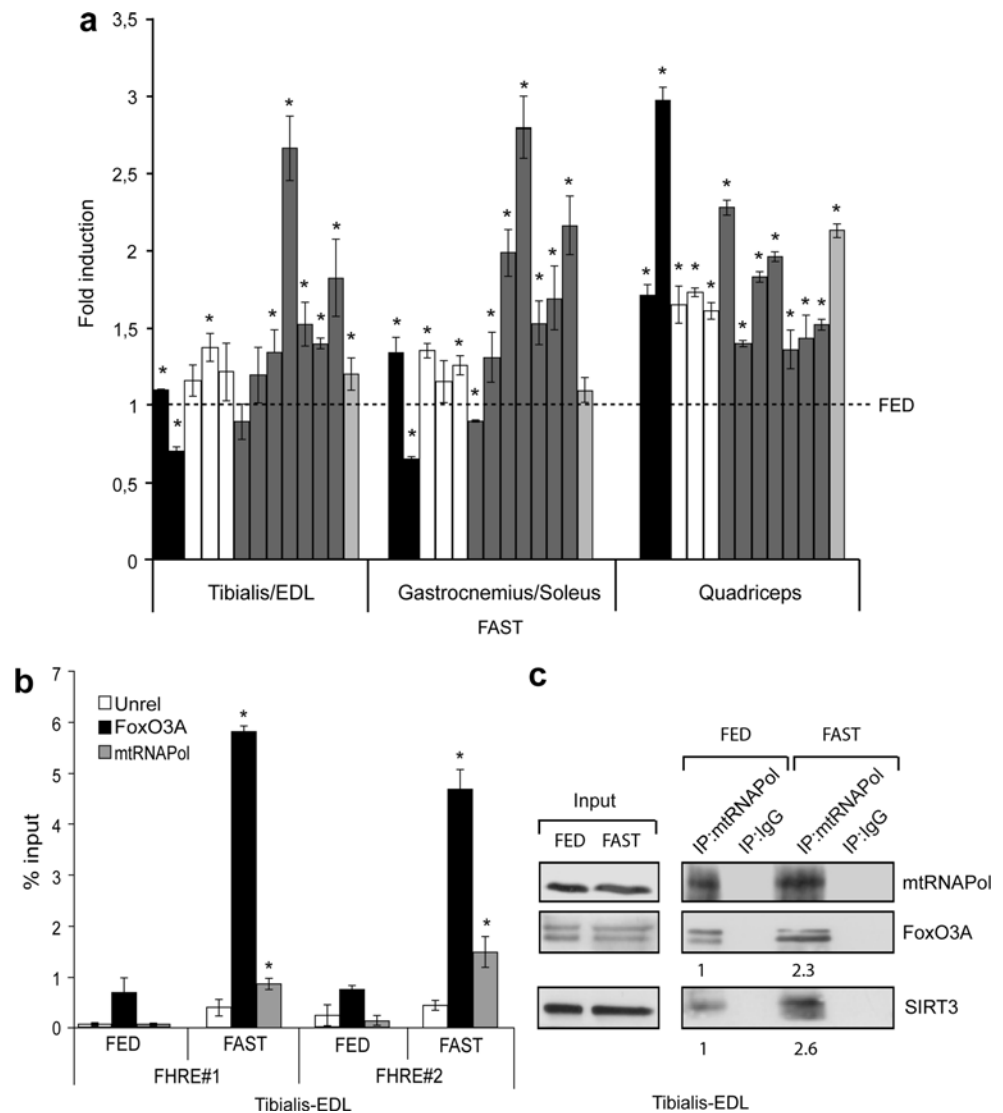 a
3,5
3
2,5
2
1,5
1
0,5
0
Fold induction
* * * * * * * * *
* * * * * * * * * *
* * * * * * * * * * * * *
FED
Tibialis/EDL
Gastrocnemius/Soleus
Quadriceps
FAST
b
7
6
5
4
3
2
1
0
% input
Unrel
FoxO3A
mtRNAPol
* * * *
FED
FAST
FED
FAST
FHRE#1
FHRE#2
Tibialis-EDL
c
Input
FED
FAST
FED
FAST
IP:mtRNAPol
IP:IgG
IP:mtRNAPol
IP:IgG
mtRNAPol
FoxO3A
1
2.3
SIRT3
1
2.6
Tibialis-EDL